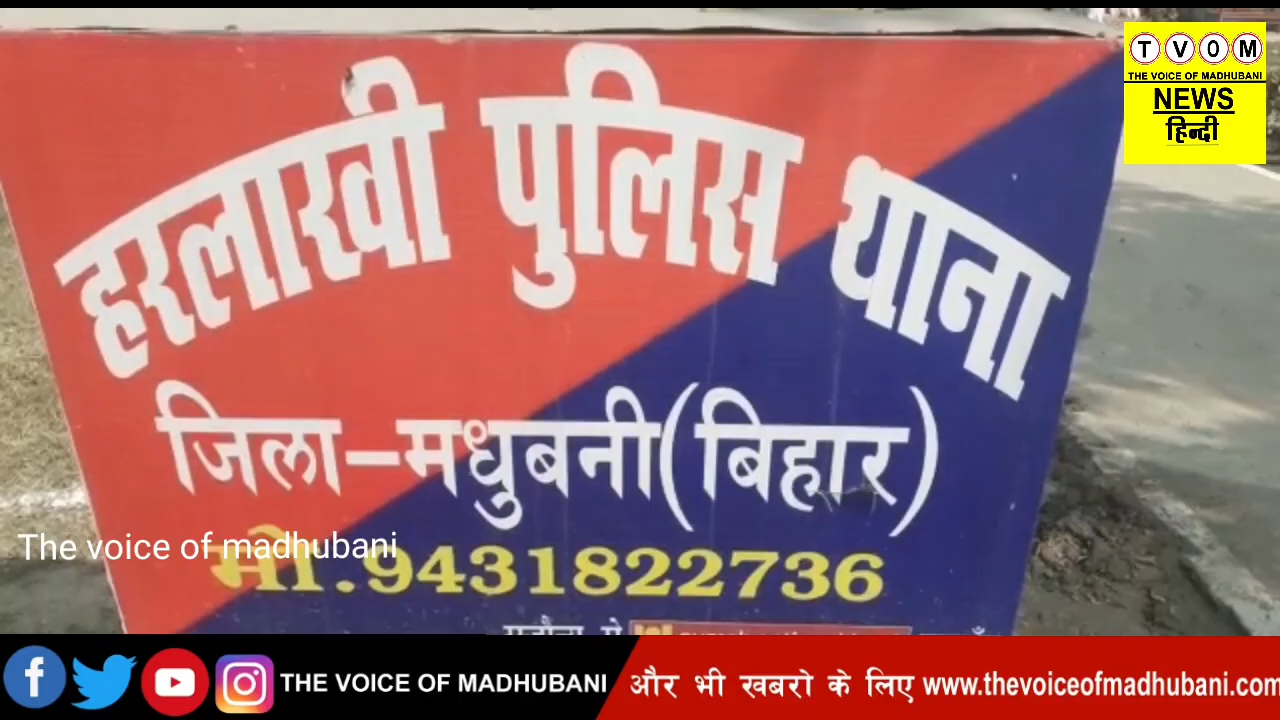 T V O M
THE VOICE OF MADHUBANI
NEWS
हिन्दी
हरलाखी पुलिस थाना
जिला-मधुबनी(बिहार)
The voice of madhubani
मो.9431822736
THE VOICE OF MADHUBANI
और भी खबरो के लिए www.thevoiceofmadhubani.com